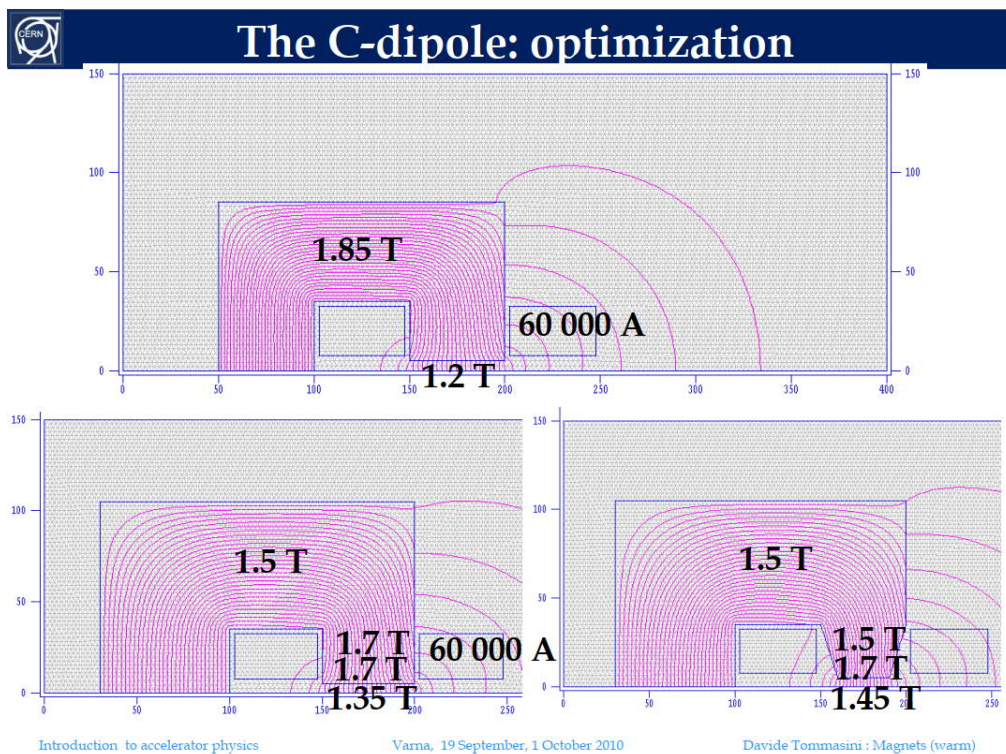 CERN
The C-dipole: optimization
150
150
100
100
1.85 T
50
50
60 000 A
0
0
1.2 T
0 50 100 150 200 250 300 350 400
150
150
100
100
1.5 T
1.5 T
50
50
1.7 T
60 000 A
1.5 T
1.7 T
1.7 T
0
0
1.35 T
1.45 T
0 50 100 150 200 250
0 50 100 150 200 250
Introduction to accelerator physics
Varna, 19 September, 1 October 2010
Davide Tommasini : Magnets (warm)